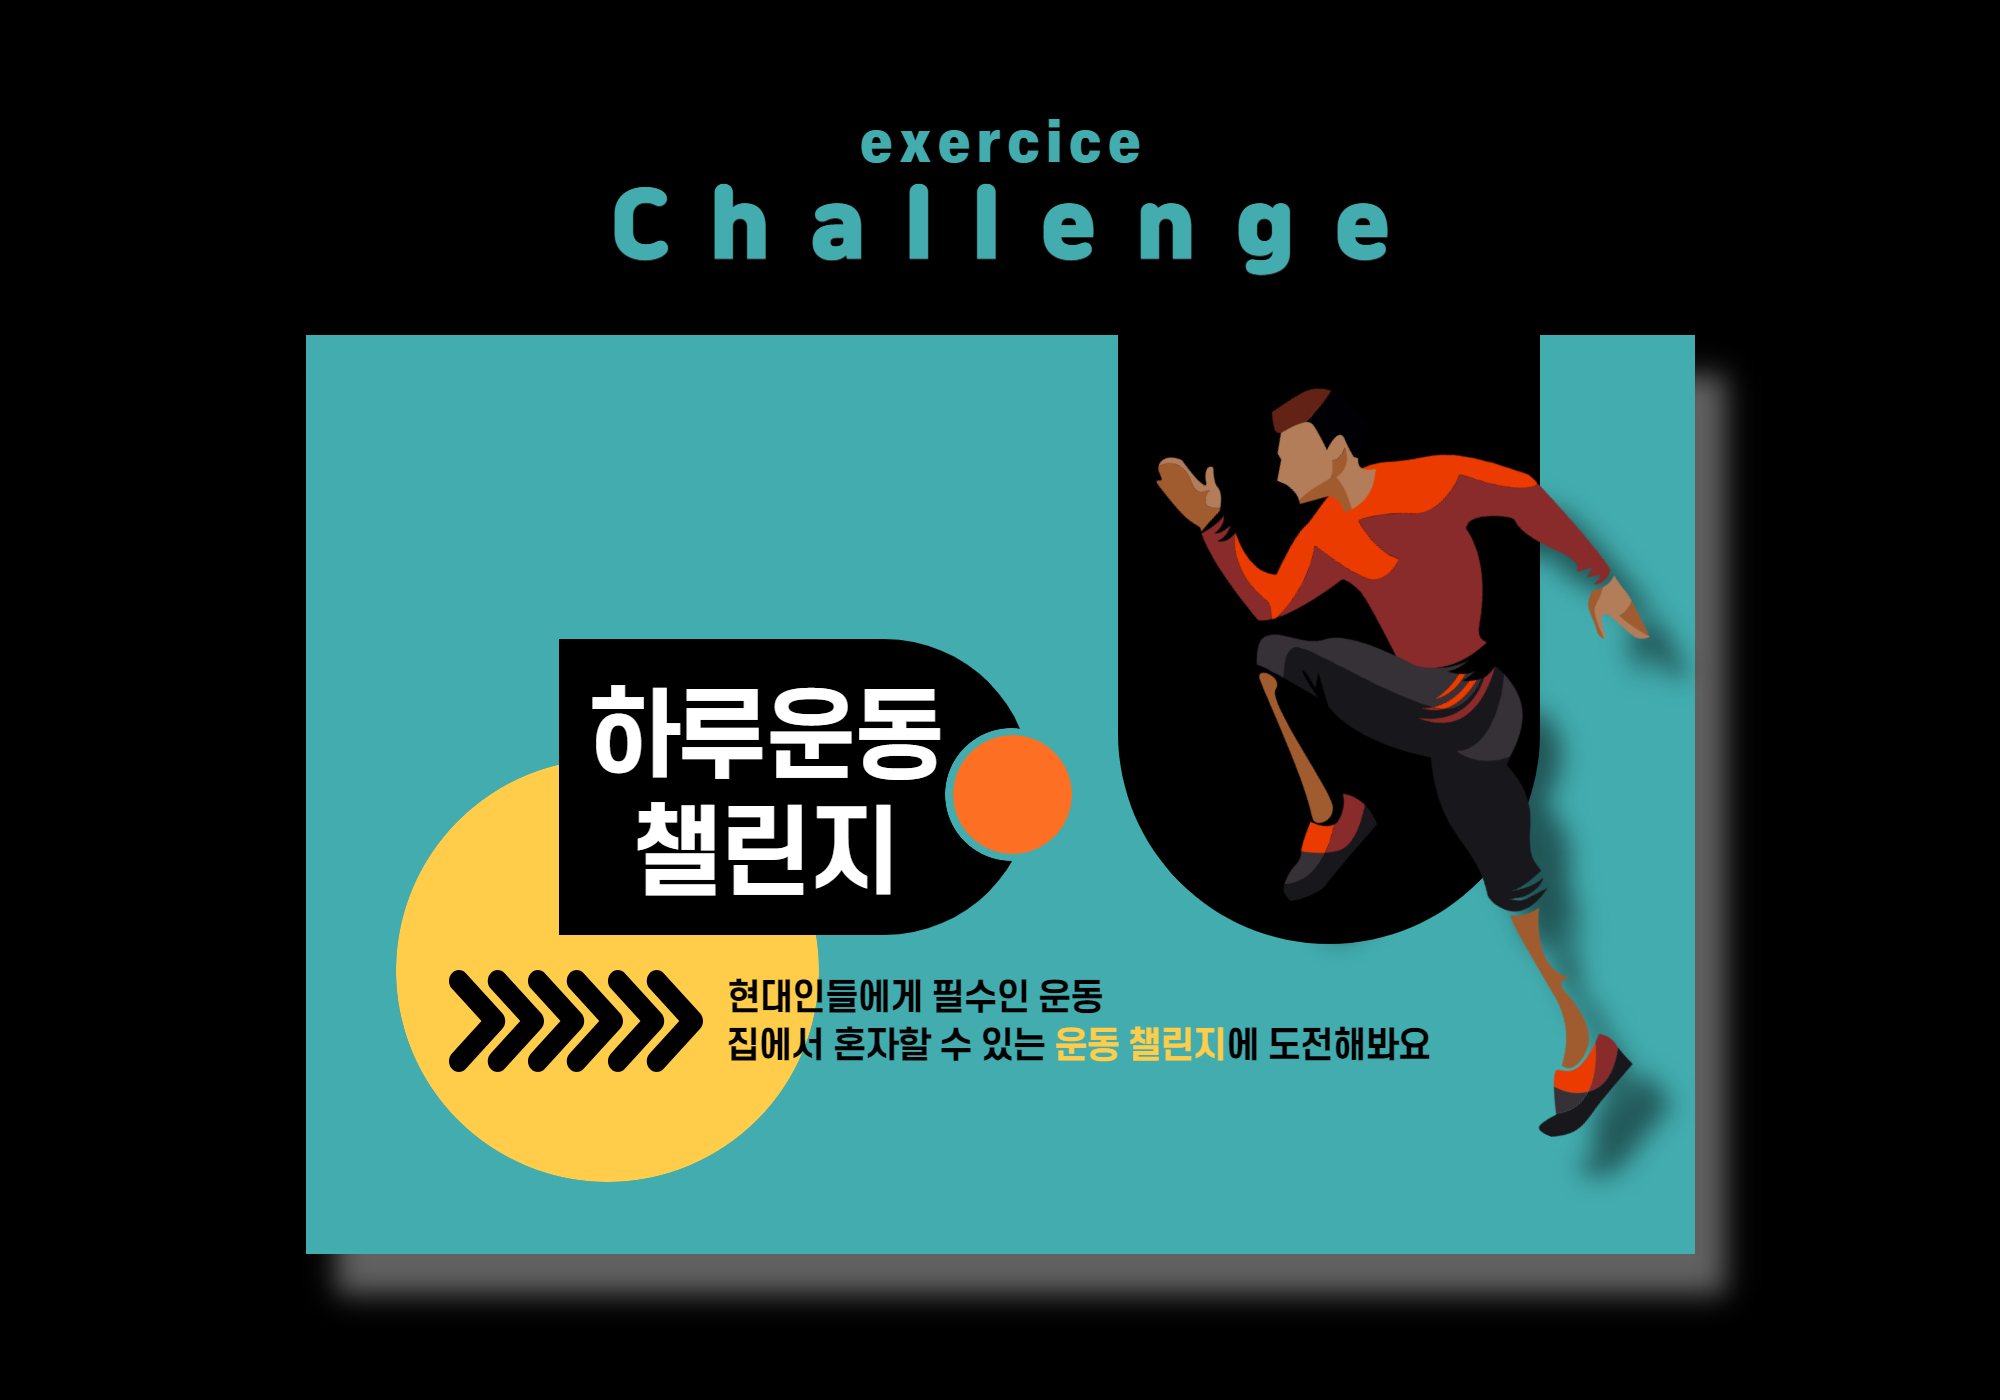 exercice
Challenge
하루운동
챌린지
현대인들에게 필수인 운동
집에서 혼자할 수 있는 운동 챌린지에 도전해봐요